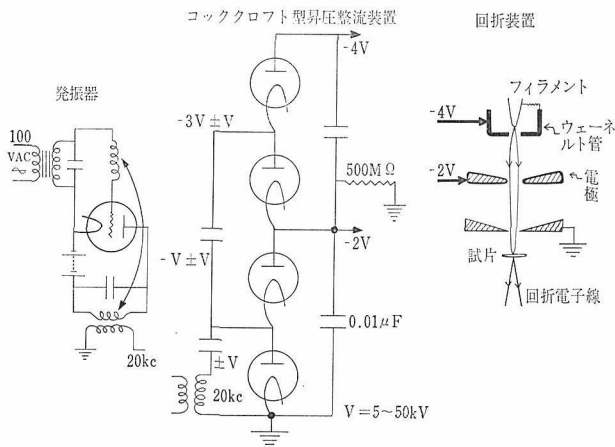 コッククロフト型昇圧整流装置
回折装置
発振器
100
VAC
20kc
-4V
-3V±V
500MΩ
-2V
-V±V
0.01μF
±V
20kc
V=5~50kV
フィラメント
-4V
ウェーネ
ルト管
-2V
電
極
試片
回折電子線